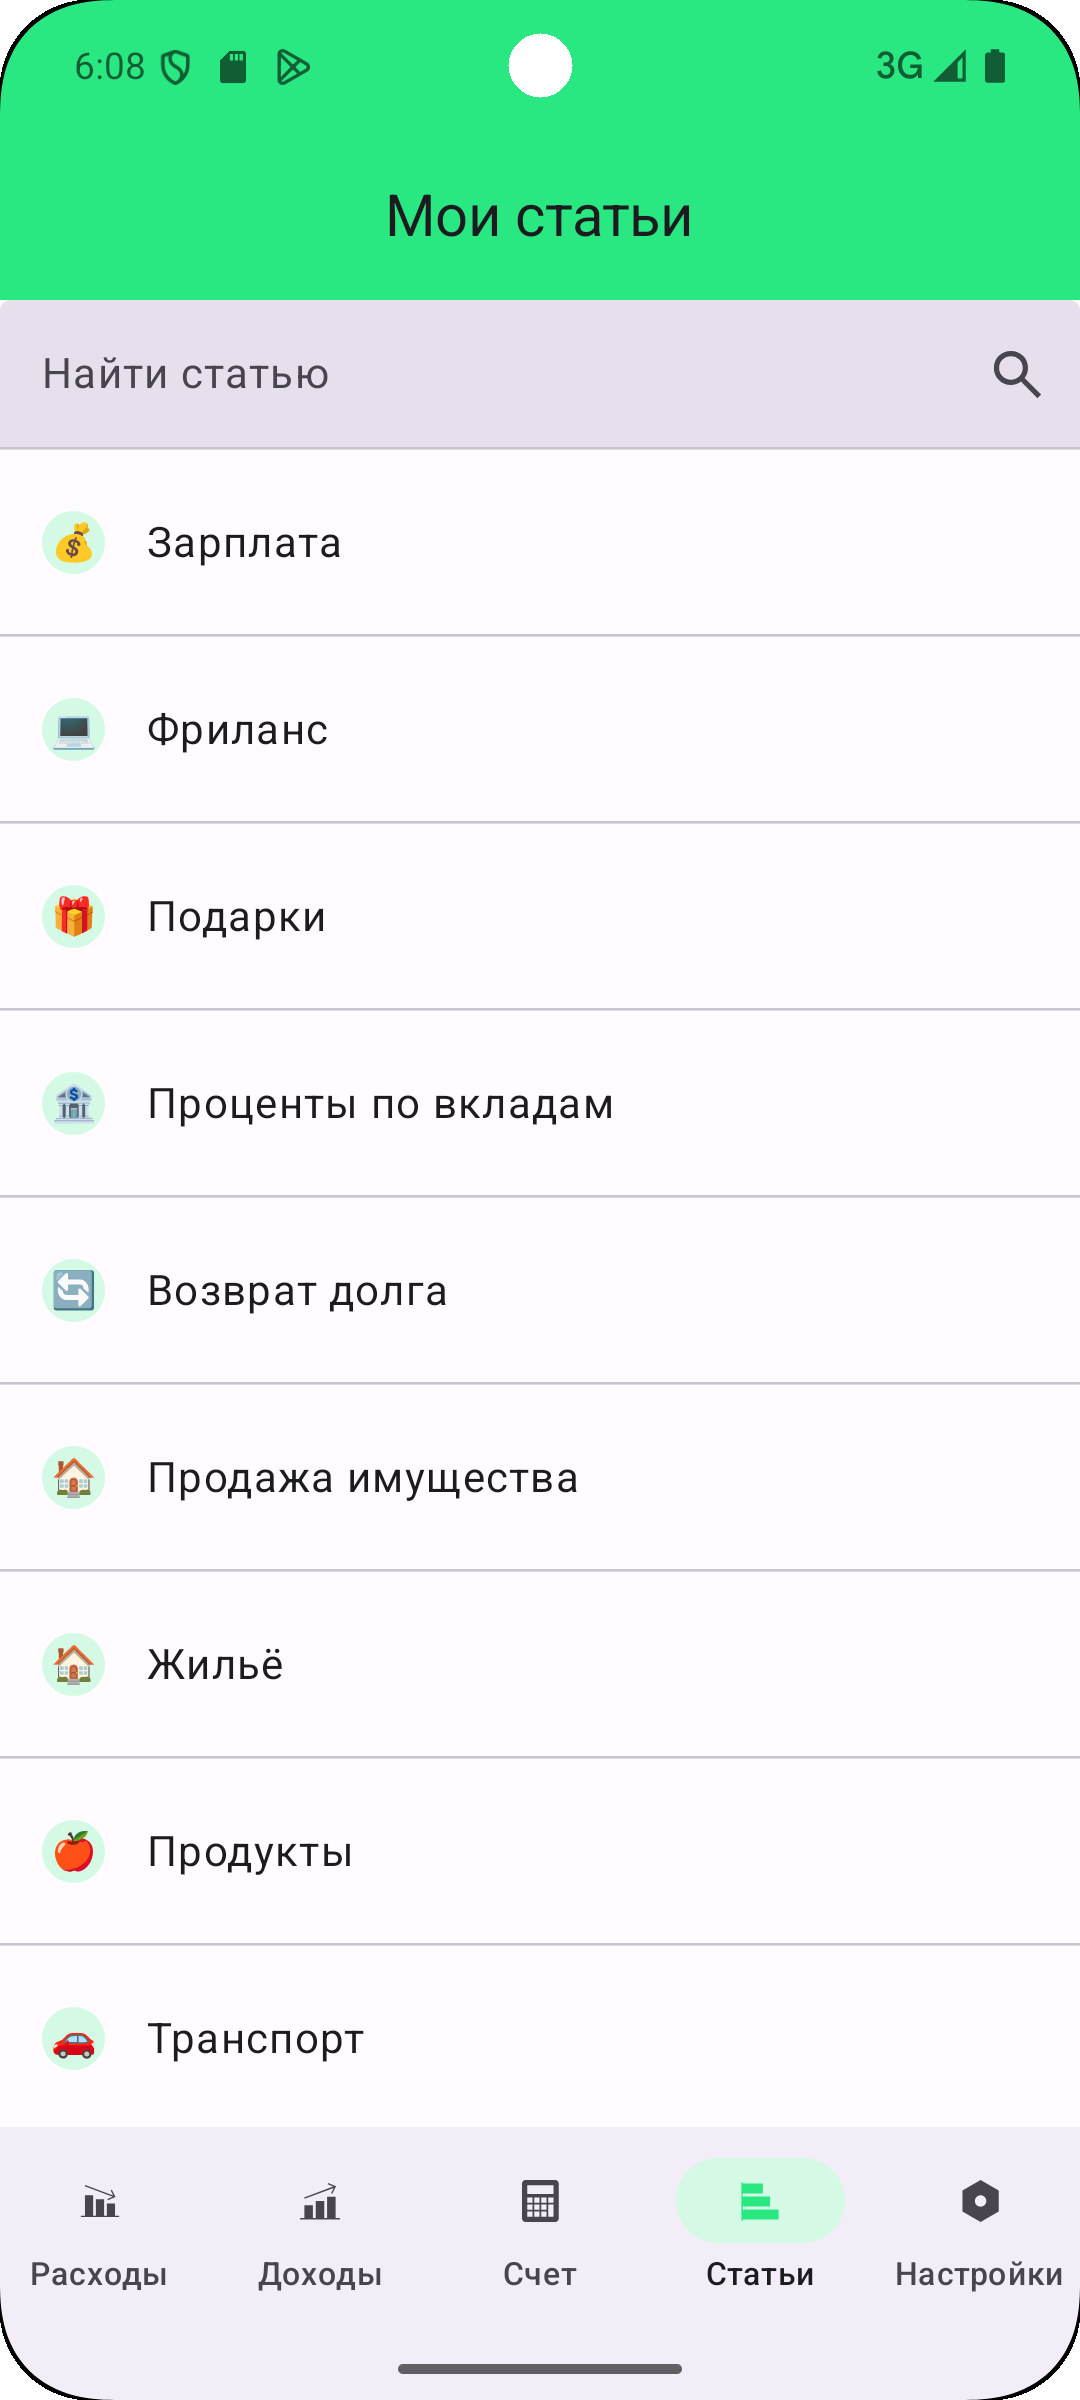 6:08
3G
Мои статьи
Найти статью
Зарплата
Фриланс
Подарки
Проценты по вкладам
Возврат долга
Продажа имущества
Жильё
Продукты
Транспорт
Расходы
Доходы
Счет
Статьи
Настройки